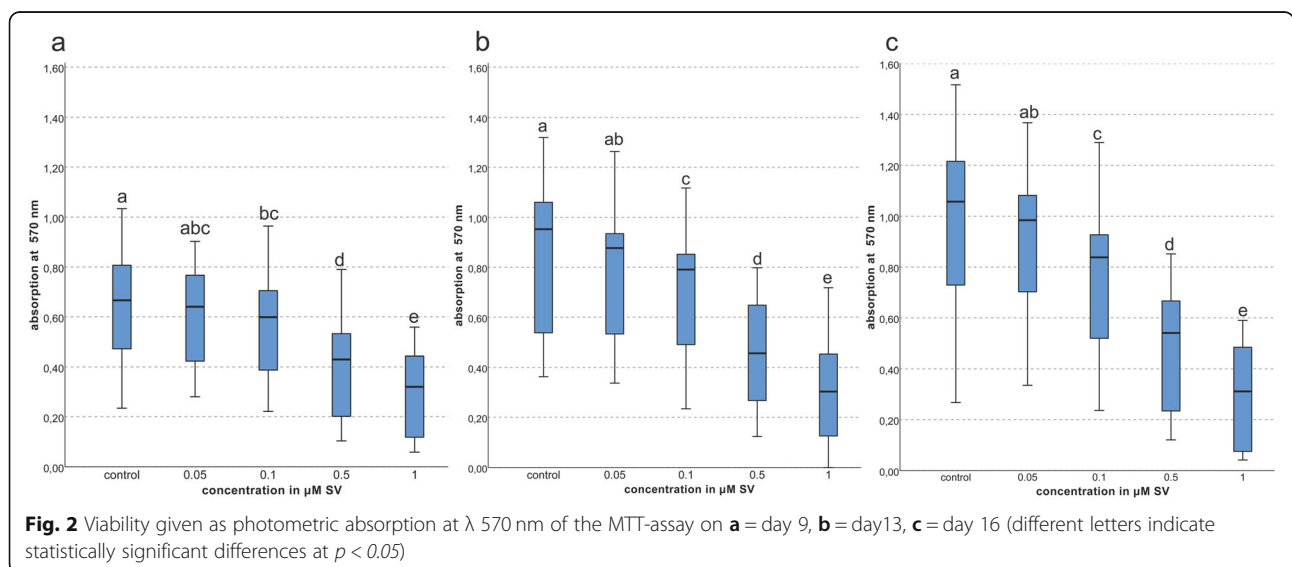 a
1,60
1,40
1,20
1,00
0,80
0,60
0,40
0,20
0,00
absorption at 570 nm
a
abc
bc
d
e
control
0.05
0.1
0.5
1
concentration in µM SV
b
1,60
1,40
1,20
1,00
0,80
0,60
0,40
0,20
0,00
absorption at 570 nm
a
ab
c
d
e
control
0.05
0.1
0.5
1
concentration in µM SV
c
1,60
1,40
1,20
1,00
0,80
0,60
0,40
0,20
0,00
absorption at 570 nm
a
ab
c
d
e
control
0.05
0.1
0.5
1
concentration in µM SV
Fig. 2 Viability given as photometric absorption at λ 570 nm of the MTT-assay on a = day 9, b = day13, c = day 16 (different letters indicate
statistically significant differences at p < 0.05)